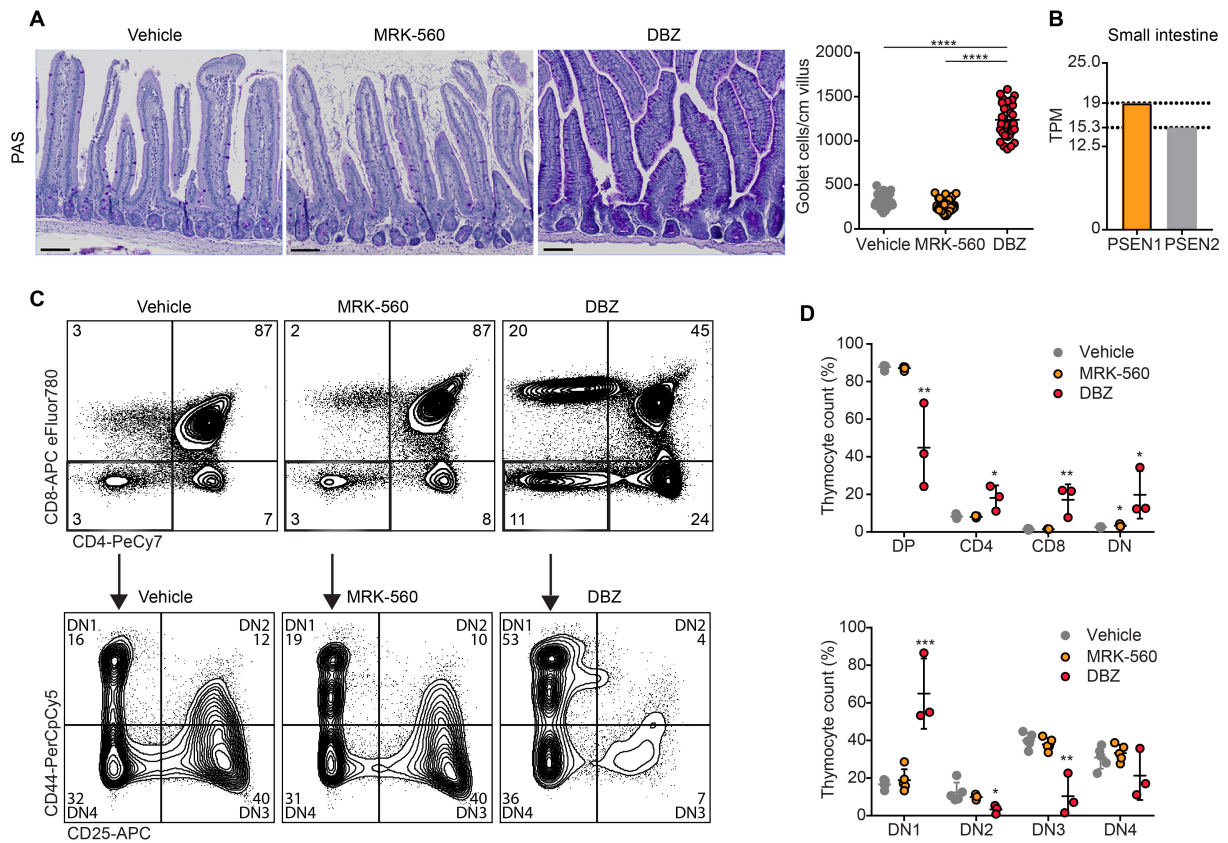 A
Vehicle
MRK-560
DBZ
PAS
Goblet cells/cm villus
2000
1500
1000
500
0
****
****
Vehicle
MRK-560
DBZ
B
Small intestine
TPM
25.0
19
15.3
12.5
0
PSEN1
PSEN2
C
Vehicle
MRK-560
DBZ
CD8-APC eFluor780
3
87
3
7
2
87
3
8
20
45
11
24
CD4-PeCy7
Vehicle
MRK-560
DBZ
CD44-PerCpCy5
DN1
16
DN2
12
32
DN4
40
DN3
DN1
19
DN2
10
31
DN4
40
DN3
DN1
53
DN2
4
36
DN4
7
DN3
CD25-APC
D
Thymocyte count (%)
100
80
60
40
20
0
Vehicle
MRK-560
DBZ
**
*
**
*
*
DP
CD4
CD8
DN
Thymocyte count (%)
100
80
60
40
20
0
Vehicle
MRK-560
DBZ
***
*
**
DN1
DN2
DN3
DN4